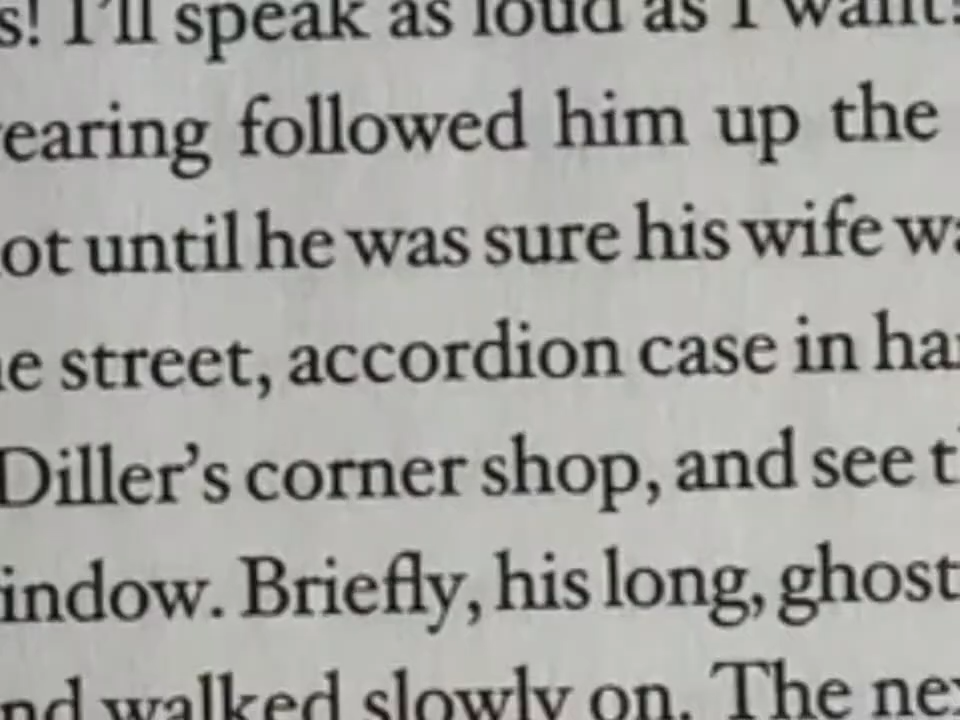 s! I'll speak as loud as I want!
earing followed him up the
ot until he was sure his wife wa
e street, accordion case in ha
Diller's corner shop, and see t
indow. Briefly, his long, ghost
nd walked slowly on. The nex